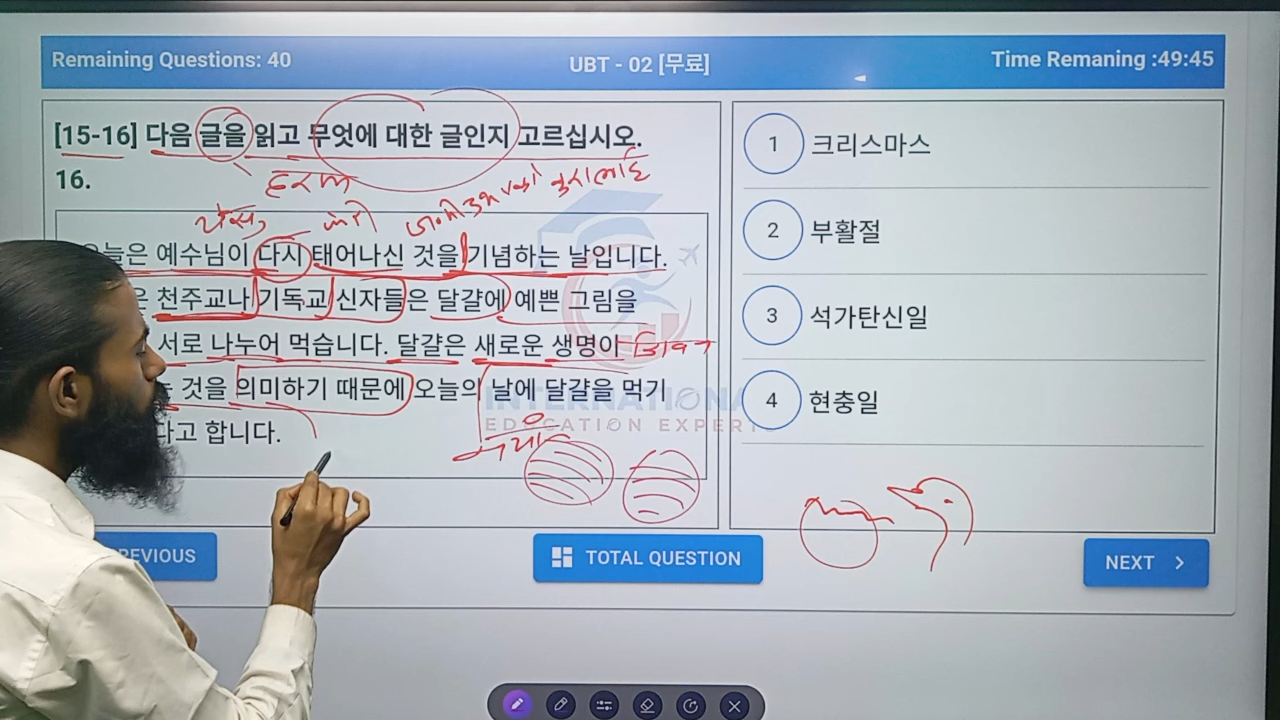 Remaining Questions: 40
UBT - 02 [무료]
Time Remaning :49:45
[15-16] 다음 글을 읽고 무엇에 대한 글인지 고르십시오.
16.
오늘은 예수님이 다시 태어나신 것을 기념하는 날입니다.
천주교나 기독교 신자들은 달걀에 예쁜 그림을
서로 나누어 먹습니다. 달걀은 새로운 생명이
것을 의미하기 때문에 오늘의 날에 달걀을 먹기
다고 합니다.
INTERNATIONA
EDUCATION EXPERT
1 크리스마스
2 부활절
3 석가탄신일
4 현충일
PREVIOUS
TOTAL QUESTION
NEXT